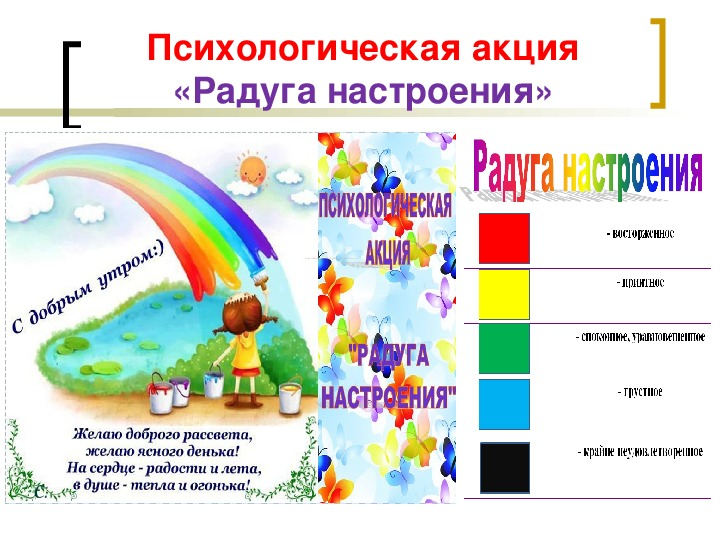 Психологическая акция
«Радуга настроения»
С добрым утром:)
Желаю доброго рассвета,
желаю ясного денька!
На сердце - радости и лета,
в душе - тепла и огонька!
ПСИХОЛОГИЧЕСКАЯ
АКЦИЯ
"РАДУГА
НАСТРОЕНИЯ"
Радуга настроения
- восторженное
- приятное
- спокойное, уравновешенное
- грустное
- крайне неудовлетворенное